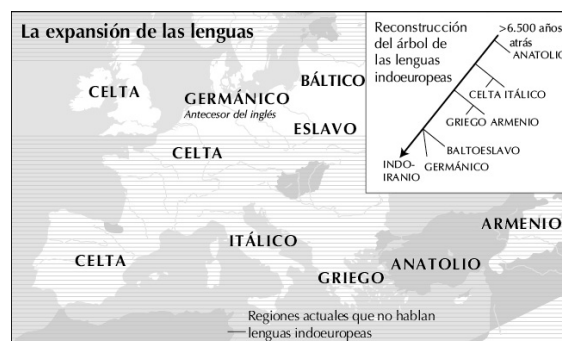 La expansión de las lenguas
CELTA
GERMÁNICO
Antecesor del inglés
BÁLTICO
ESLAVO
CELTA
CELTA
ITÁLICO
GRIEGO
ANATOLIO
ARMENIO
Reconstrucción
del árbol de
las lenguas
indoeuropeas
>6.500 años
atrás
ANATOLIO
CELTA ITÁLICO
GRIEGO ARMENIO
BALTOESLAVO
INDO-
IRANIO
GERMÁNICO
Regiones actuales que no hablan
lenguas indoeuropeas